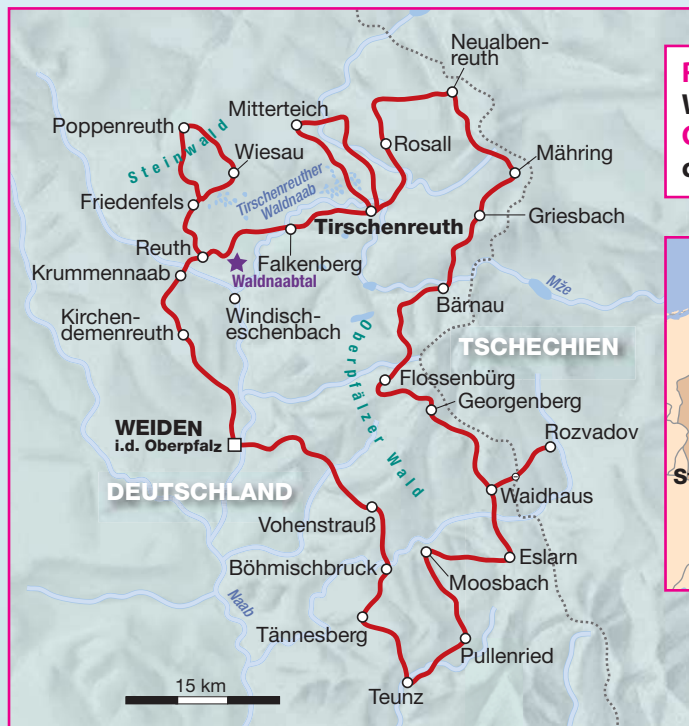 Neualben-
reuth
Mitterteich
Poppenreuth
Steinwald
Wiesau
Rosall
Mähring
Tirschenreuther
Waldnaab
Friedenfels
Griesbach
Tirschenreuth
Reuth
Falkenberg
Krummennaab
Waldnaabtal
Mže
Bärnau
Windisch-
eschenbach
Kirchen-
demenreuth
TSCHECHIEN
Oberpfälzer Wald
Flossenbürg
Georgenberg
WEIDEN
i.d. Oberpfalz
Rozvadov
DEUTSCHLAND
Waidhaus
Vohenstrauß
Eslarn
Böhmischbruck
Moosbach
Naab
Tännesberg
Pullenried
15 km
Teunz